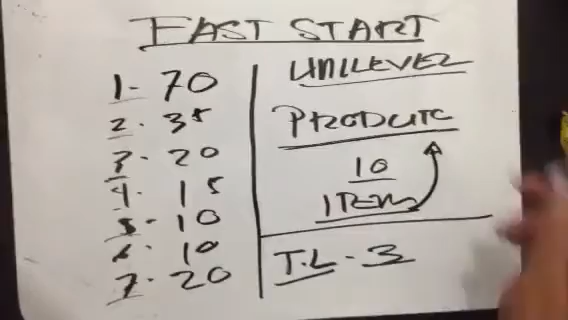 FAST START
1- 70
2. 35
3- 20
4. 15
5- 10
6. 10
7- 20
UNILEVEL
PRODUTC
10
ITEMS
T.L - 3